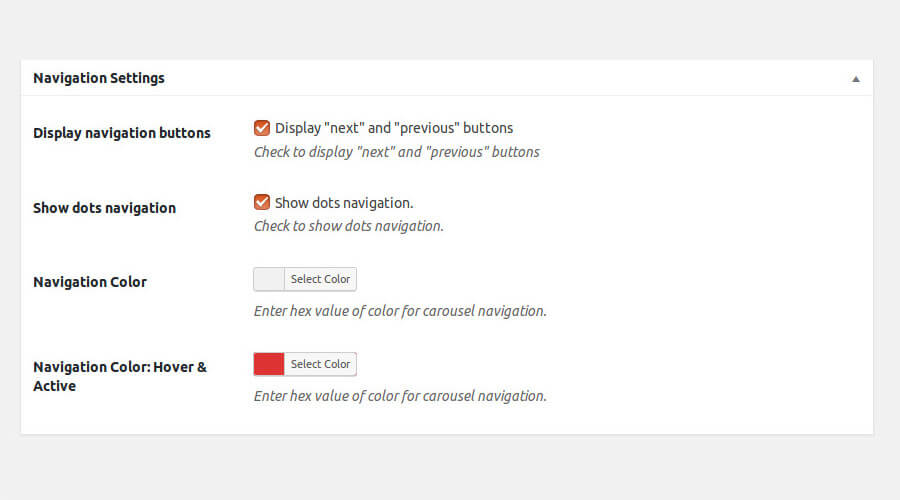 Navigation Settings
Display navigation buttons
Display "next" and "previous" buttons
Check to display "next" and "previous" buttons
Show dots navigation
Show dots navigation.
Check to show dots navigation.
Navigation Color
Select Color
Enter hex value of color for carousel navigation.
Navigation Color: Hover &
Active
Select Color
Enter hex value of color for carousel navigation.